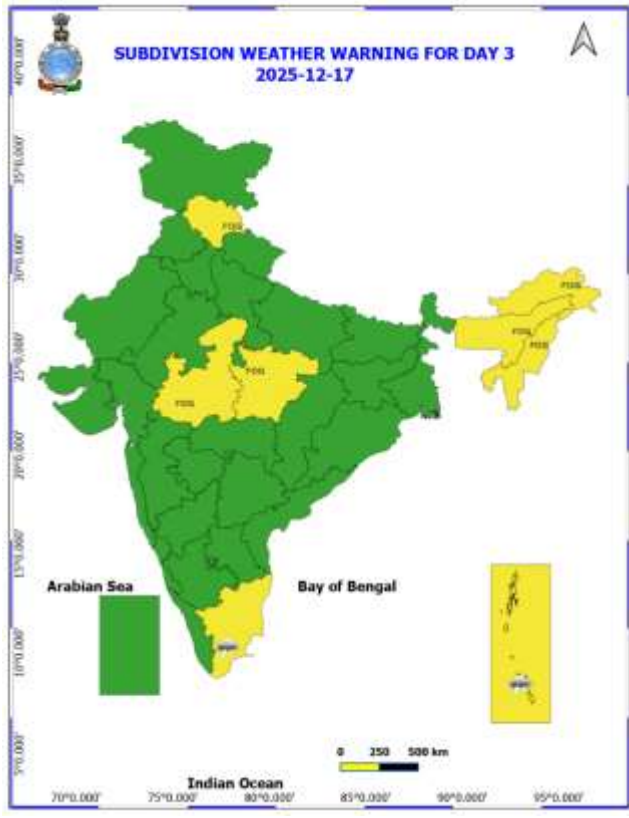 SUBDIVISION WEATHER WARNING FOR DAY 3
2025-12-17
40°0.000'
35°0.000'
30°0.000'
25°0.000'
20°0.000'
15°0.000'
10°0.000'
5°0.000'
FOG
FOG
FOG
FOG
FOG
FOG
Arabian Sea
Bay of Bengal
0 250 500 km
Indian Ocean
70°0.000' 75°0.000' 80°0.000' 85°0.000' 90°0.000' 95°0.000'